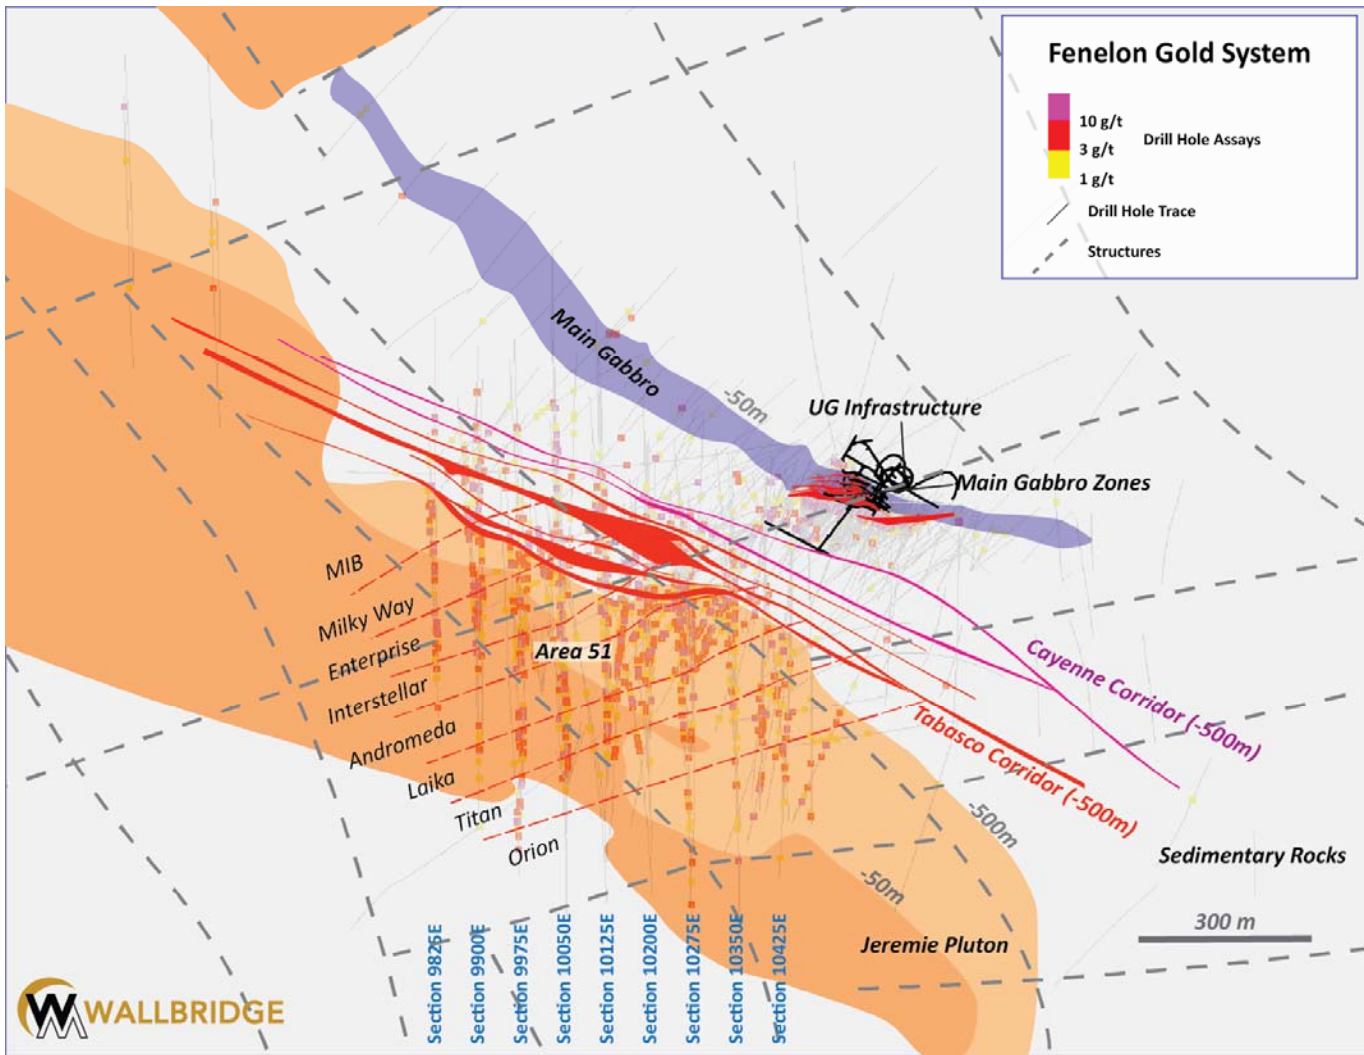 Fenelon Gold System
10 g/t
3 g/t
1 g/t
Drill Hole Assays
Drill Hole Trace
Structures
Main Gabbro
-50m
UG Infrastructure
Main Gabbro Zones
MIB
Milky Way
Enterprise
Interstellar
Andromeda
Laika
Titan
Orion
Area 51
Cayenne Corridor (-500m)
Tabasco Corridor (-500m)
-500m
-50m
Sedimentary Rocks
Jeremie Pluton
300 m
Section 9825E
Section 9900E
Section 9975E
Section 10050E
Section 10125E
Section 10200E
Section 10275E
Section 10350E
Section 10425E
WALLBRIDGE